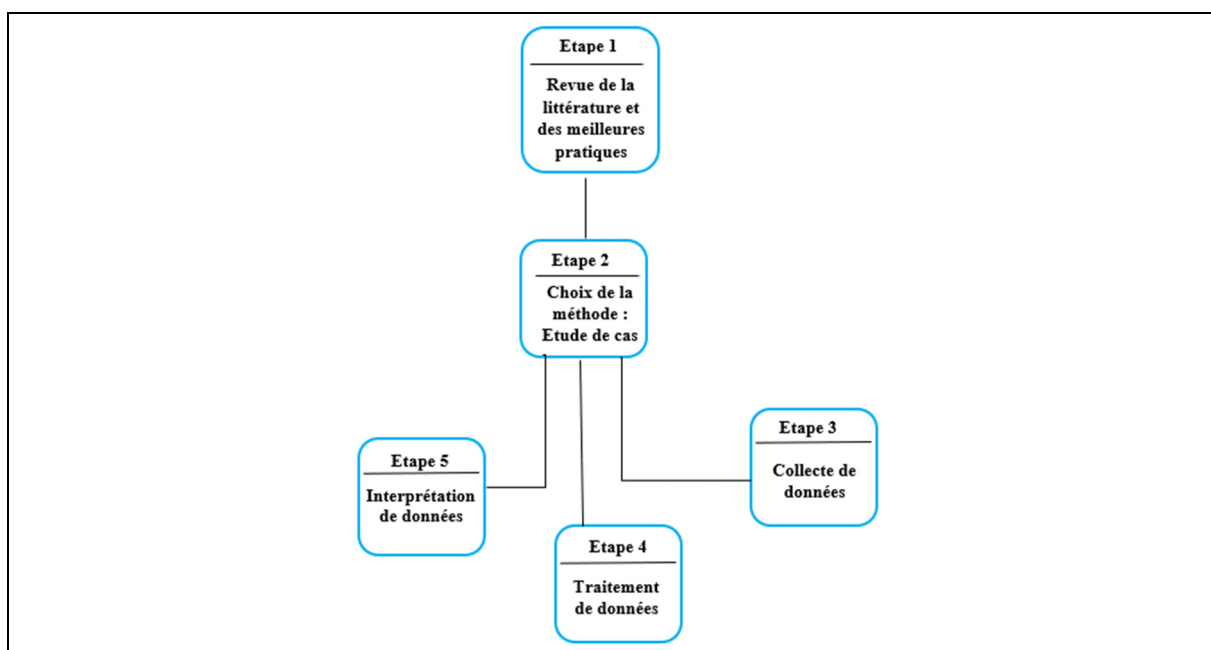 Etape 1
Revue de la
littérature et
des meilleures
pratiques
Etape 2
Choix de la
méthode :
Etude de cas
Etape 3
Collecte de
données
Etape 5
Interprétation
de données
Etape 4
Traitement
de données